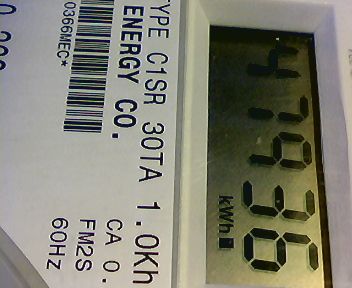 47936
kWh
TYPE C1SR 30TA 1.0Kh
ENERGY CO.
CA 0.
FM2S
60HZ
0366MEC*